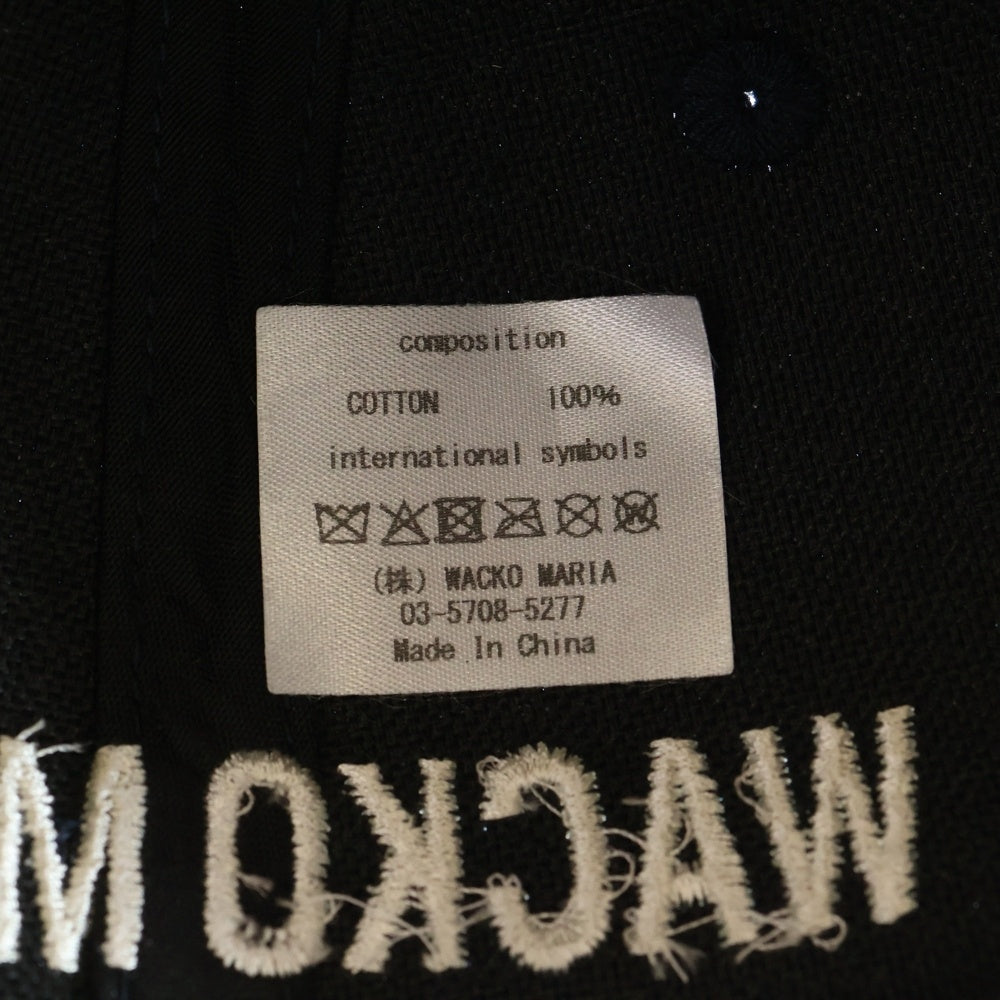 composition
COTTON 100%
international symbols
(株) WACKO MARIA
03-5708-5277
Made In China
WACKO M